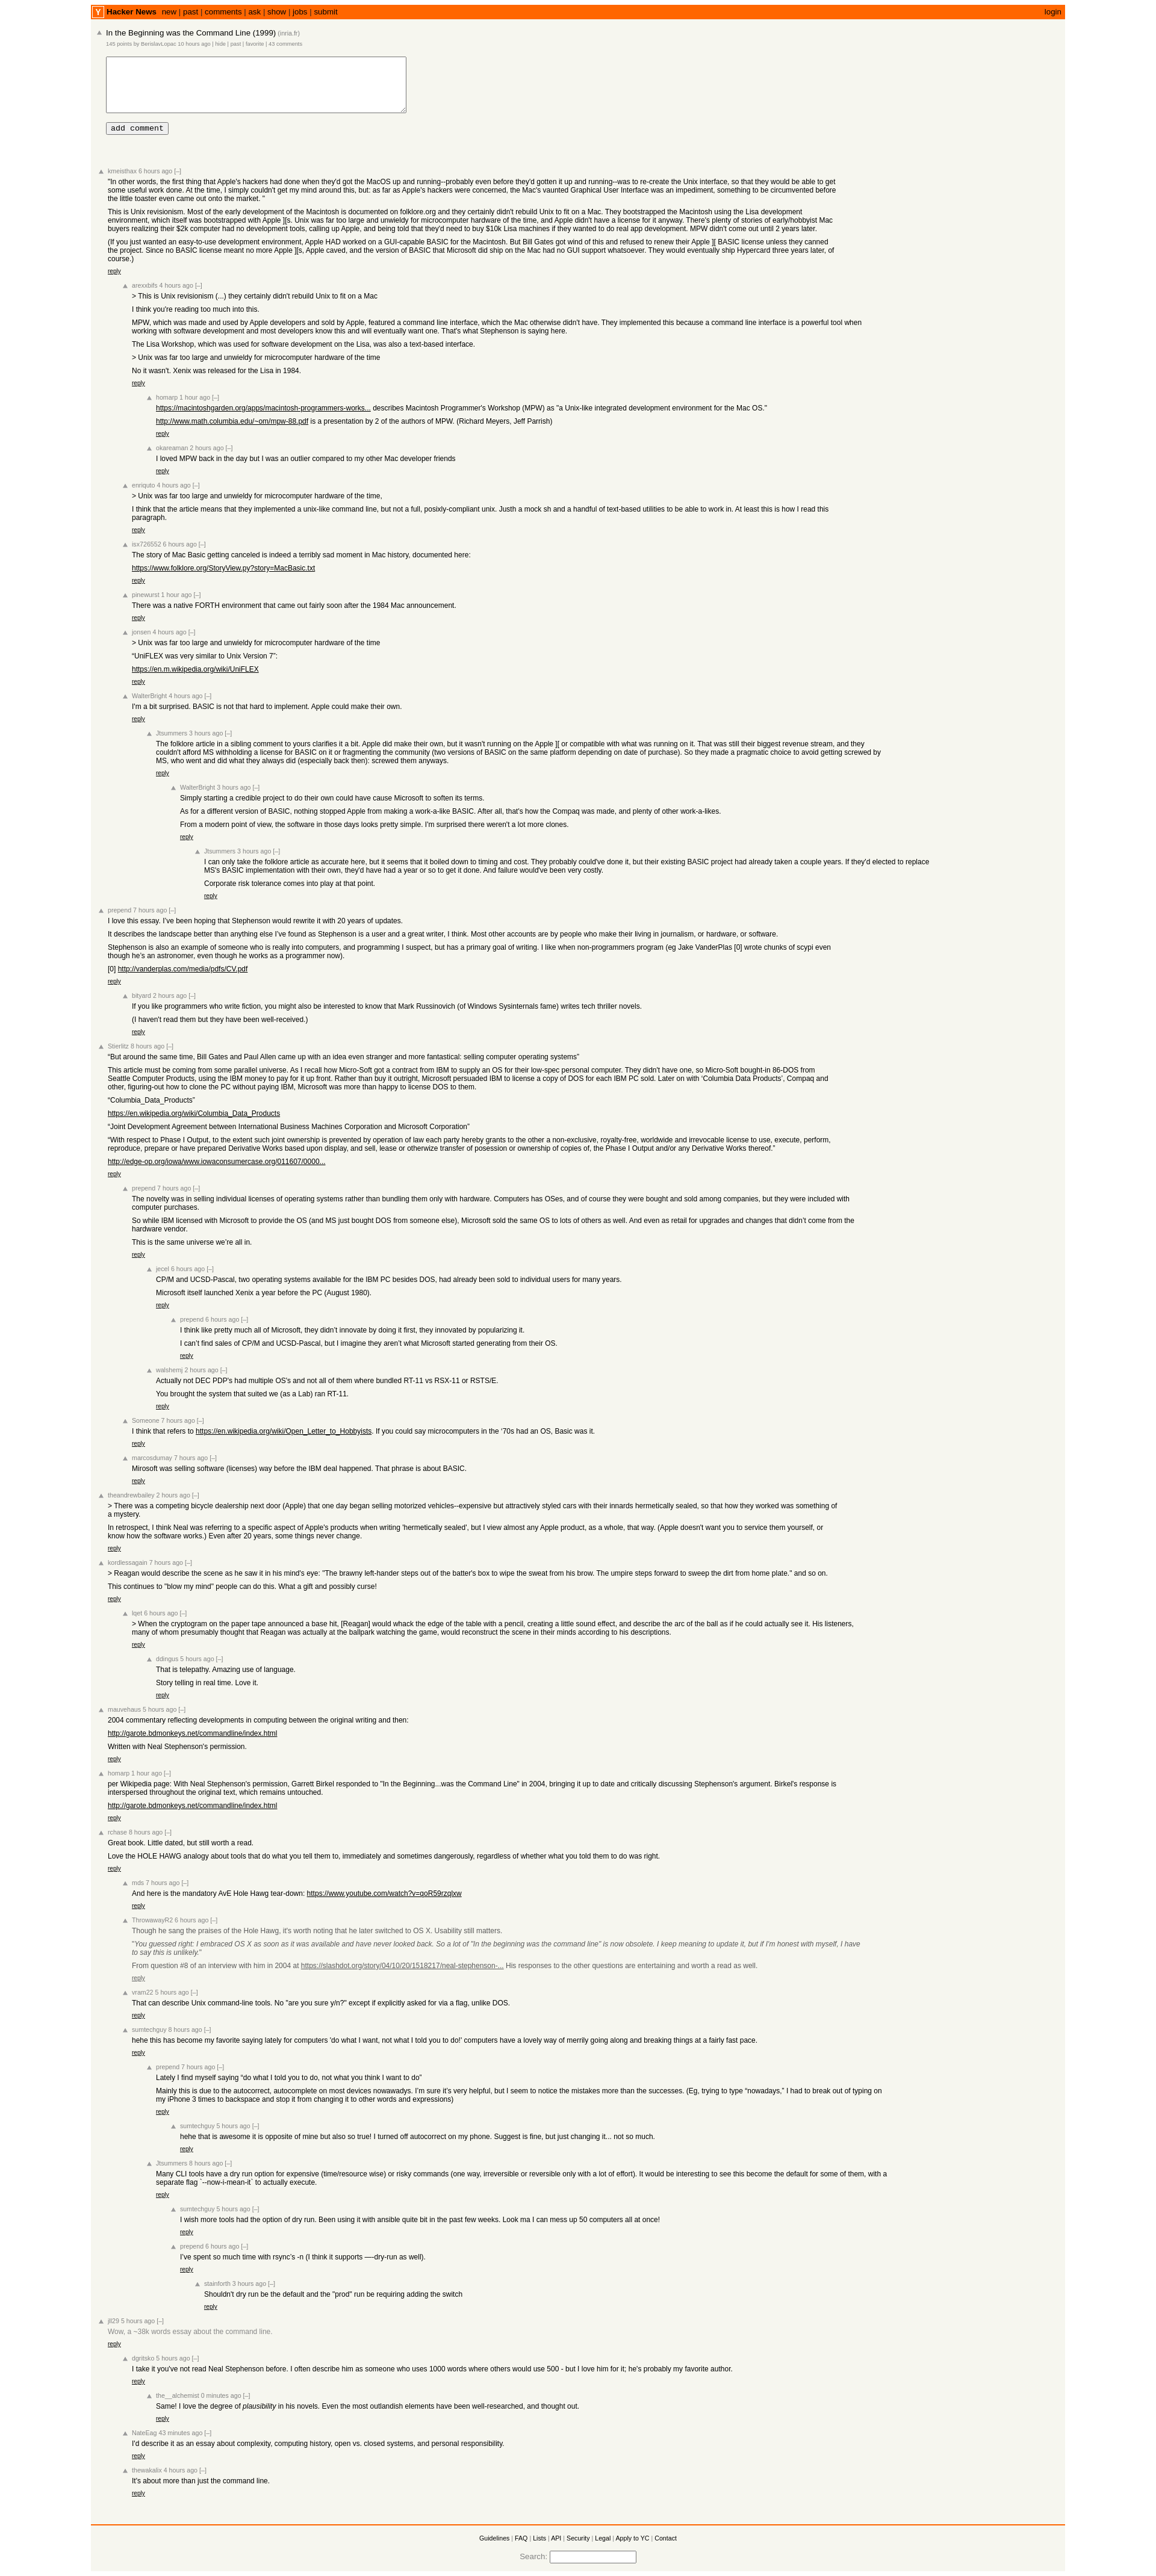 Y Hacker News new | past | comments | ask | show | jobs | submit login
In the Beginning was the Command Line (1999) (inria.fr)
145 points by BerislavLopac 10 hours ago | hide | past | favorite | 43 comments
add comment
kmeisthax 6 hours ago [–]
"In other words, the first thing that Apple's hackers had done when they'd got the MacOS up and running--probably even before they'd gotten it up and running--was to re-create the Unix interface, so that they would be able to get
some useful work done. At the time, I simply couldn't get my mind around this, but: as far as Apple's hackers were concerned, the Mac's vaunted Graphical User Interface was an impediment, something to be circumvented before
the little toaster even came out onto the market. "
This is Unix revisionism. Most of the early development of the Macintosh is documented on folklore.org and they certainly didn't rebuild Unix to fit on a Mac. They bootstrapped the Macintosh using the Lisa development
environment, which itself was bootstrapped with Apple ][s. Unix was far too large and unwieldy for microcomputer hardware of the time, and Apple didn't have a license for it anyway. There's plenty of stories of early/hobbyist Mac
buyers realizing their $2k computer had no development tools, calling up Apple, and being told that they'd need to buy $10k Lisa machines if they wanted to do real app development. MPW didn't come out until 2 years later.
(If you just wanted an easy-to-use development environment, Apple HAD worked on a GUI-capable BASIC for the Macintosh. But Bill Gates got wind of this and refused to renew their Apple ][ BASIC license unless they canned
the project. Since no BASIC license meant no more Apple ][s, Apple caved, and the version of BASIC that Microsoft did ship on the Mac had no GUI support whatsoever. They would eventually ship Hypercard three years later, of
course.)
reply
arexxbifs 4 hours ago [–]
> This is Unix revisionism (...) they certainly didn't rebuild Unix to fit on a Mac
I think you're reading too much into this.
MPW, which was made and used by Apple developers and sold by Apple, featured a command line interface, which the Mac otherwise didn't have. They implemented this because a command line interface is a powerful tool when
working with software development and most developers know this and will eventually want one. That's what Stephenson is saying here.
The Lisa Workshop, which was used for software development on the Lisa, was also a text-based interface.
> Unix was far too large and unwieldy for microcomputer hardware of the time
No it wasn't. Xenix was released for the Lisa in 1984.
reply
homarp 1 hour ago [–]
https://macintoshgarden.org/apps/macintosh-programmers-works... describes Macintosh Programmer's Workshop (MPW) as "a Unix-like integrated development environment for the Mac OS."
http://www.math.columbia.edu/~om/mpw-88.pdf is a presentation by 2 of the authors of MPW. (Richard Meyers, Jeff Parrish)
reply
okareaman 2 hours ago [–]
I loved MPW back in the day but I was an outlier compared to my other Mac developer friends
reply
enriquto 4 hours ago [–]
> Unix was far too large and unwieldy for microcomputer hardware of the time,
I think that the article means that they implemented a unix-like command line, but not a full, posixly-compliant unix. Justh a mock sh and a handful of text-based utilities to be able to work in. At least this is how I read this
paragraph.
reply
isx726552 6 hours ago [–]
The story of Mac Basic getting canceled is indeed a terribly sad moment in Mac history, documented here:
https://www.folklore.org/StoryView.py?story=MacBasic.txt
reply
pinewurst 1 hour ago [–]
There was a native FORTH environment that came out fairly soon after the 1984 Mac announcement.
reply
jonsen 4 hours ago [–]
> Unix was far too large and unwieldy for microcomputer hardware of the time
“UniFLEX was very similar to Unix Version 7”:
https://en.m.wikipedia.org/wiki/UniFLEX
reply
WalterBright 4 hours ago [–]
I'm a bit surprised. BASIC is not that hard to implement. Apple could make their own.
reply
Jtsummers 3 hours ago [–]
The folklore article in a sibling comment to yours clarifies it a bit. Apple did make their own, but it wasn't running on the Apple ][ or compatible with what was running on it. That was still their biggest revenue stream, and they
couldn't afford MS withholding a license for BASIC on it or fragmenting the community (two versions of BASIC on the same platform depending on date of purchase). So they made a pragmatic choice to avoid getting screwed by
MS, who went and did what they always did (especially back then): screwed them anyways.
reply
WalterBright 3 hours ago [–]
Simply starting a credible project to do their own could have cause Microsoft to soften its terms.
As for a different version of BASIC, nothing stopped Apple from making a work-a-like BASIC. After all, that's how the Compaq was made, and plenty of other work-a-likes.
From a modern point of view, the software in those days looks pretty simple. I'm surprised there weren't a lot more clones.
reply
Jtsummers 3 hours ago [–]
I can only take the folklore article as accurate here, but it seems that it boiled down to timing and cost. They probably could've done it, but their existing BASIC project had already taken a couple years. If they'd elected to replace
MS's BASIC implementation with their own, they'd have had a year or so to get it done. And failure would've been very costly.
Corporate risk tolerance comes into play at that point.
reply
prepend 7 hours ago [–]
I love this essay. I've been hoping that Stephenson would rewrite it with 20 years of updates.
It describes the landscape better than anything else I've found as Stephenson is a user and a great writer, I think. Most other accounts are by people who make their living in journalism, or hardware, or software.
Stephenson is also an example of someone who is really into computers, and programming I suspect, but has a primary goal of writing. I like when non-programmers program (eg Jake VanderPlas [0] wrote chunks of scypi even
though he's an astronomer, even though he works as a programmer now).
[0] http://vanderplas.com/media/pdfs/CV.pdf
reply
bityard 2 hours ago [–]
If you like programmers who write fiction, you might also be interested to know that Mark Russinovich (of Windows Sysinternals fame) writes tech thriller novels.
(I haven't read them but they have been well-received.)
reply
Stierlitz 8 hours ago [–]
“But around the same time, Bill Gates and Paul Allen came up with an idea even stranger and more fantastical: selling computer operating systems”
This article must be coming from some parallel universe. As I recall how Micro-Soft got a contract from IBM to supply an OS for their low-spec personal computer. They didn't have one, so Micro-Soft bought-in 86-DOS from
Seattle Computer Products, using the IBM money to pay for it up front. Rather than buy it outright, Microsoft persuaded IBM to license a copy of DOS for each IBM PC sold. Later on with ‘Columbia Data Products’, Compaq and
other, figuring-out how to clone the PC without paying IBM, Microsoft was more than happy to license DOS to them.
“Columbia_Data_Products”
https://en.wikipedia.org/wiki/Columbia_Data_Products
“Joint Development Agreement between International Business Machines Corporation and Microsoft Corporation”
“With respect to Phase I Output, to the extent such joint ownership is prevented by operation of law each party hereby grants to the other a non-exclusive, royalty-free, worldwide and irrevocable license to use, execute, perform,
reproduce, prepare or have prepared Derivative Works based upon display, and sell, lease or otherwize transfer of posession or ownership of copies of, the Phase I Output and/or any Derivative Works thereof.”
http://edge-op.org/iowa/www.iowaconsumercase.org/011607/0000...
reply
prepend 7 hours ago [–]
The novelty was in selling individual licenses of operating systems rather than bundling them only with hardware. Computers has OSes, and of course they were bought and sold among companies, but they were included with
computer purchases.
So while IBM licensed with Microsoft to provide the OS (and MS just bought DOS from someone else), Microsoft sold the same OS to lots of others as well. And even as retail for upgrades and changes that didn't come from the
hardware vendor.
This is the same universe we're all in.
reply
jecel 6 hours ago [–]
CP/M and UCSD-Pascal, two operating systems available for the IBM PC besides DOS, had already been sold to individual users for many years.
Microsoft itself launched Xenix a year before the PC (August 1980).
reply
prepend 6 hours ago [–]
I think like pretty much all of Microsoft, they didn't innovate by doing it first, they innovated by popularizing it.
I can't find sales of CP/M and UCSD-Pascal, but I imagine they aren't what Microsoft started generating from their OS.
reply
walshemj 2 hours ago [–]
Actually not DEC PDP's had multiple OS's and not all of them where bundled RT-11 vs RSX-11 or RSTS/E.
You brought the system that suited we (as a Lab) ran RT-11.
reply
Someone 7 hours ago [–]
I think that refers to https://en.wikipedia.org/wiki/Open_Letter_to_Hobbyists. If you could say microcomputers in the ‘70s had an OS, Basic was it.
reply
marcosdumay 7 hours ago [–]
Mirosoft was selling software (licenses) way before the IBM deal happened. That phrase is about BASIC.
reply
theandrewbailey 2 hours ago [–]
> There was a competing bicycle dealership next door (Apple) that one day began selling motorized vehicles--expensive but attractively styled cars with their innards hermetically sealed, so that how they worked was something of
a mystery.
In retrospect, I think Neal was referring to a specific aspect of Apple's products when writing 'hermetically sealed', but I view almost any Apple product, as a whole, that way. (Apple doesn't want you to service them yourself, or
know how the software works.) Even after 20 years, some things never change.
reply
kordlessagain 7 hours ago [–]
> Reagan would describe the scene as he saw it in his mind's eye: "The brawny left-hander steps out of the batter's box to wipe the sweat from his brow. The umpire steps forward to sweep the dirt from home plate." and so on.
This continues to "blow my mind" people can do this. What a gift and possibly curse!
reply
lqet 6 hours ago [–]
> When the cryptogram on the paper tape announced a base hit, [Reagan] would whack the edge of the table with a pencil, creating a little sound effect, and describe the arc of the ball as if he could actually see it. His listeners,
many of whom presumably thought that Reagan was actually at the ballpark watching the game, would reconstruct the scene in their minds according to his descriptions.
reply
ddingus 5 hours ago [–]
That is telepathy. Amazing use of language.
Story telling in real time. Love it.
reply
mauvehaus 5 hours ago [–]
2004 commentary reflecting developments in computing between the original writing and then:
http://garote.bdmonkeys.net/commandline/index.html
Written with Neal Stephenson's permission.
reply
homarp 1 hour ago [–]
per Wikipedia page: With Neal Stephenson's permission, Garrett Birkel responded to "In the Beginning...was the Command Line" in 2004, bringing it up to date and critically discussing Stephenson's argument. Birkel's response is
interspersed throughout the original text, which remains untouched.
http://garote.bdmonkeys.net/commandline/index.html
reply
rchase 8 hours ago [–]
Great book. Little dated, but still worth a read.
Love the HOLE HAWG analogy about tools that do what you tell them to, immediately and sometimes dangerously, regardless of whether what you told them to do was right.
reply
mds 7 hours ago [–]
And here is the mandatory AvE Hole Hawg tear-down: https://www.youtube.com/watch?v=qoR59rzqlxw
reply
ThrowawayR2 6 hours ago [–]
Though he sang the praises of the Hole Hawg, it's worth noting that he later switched to OS X. Usability still matters.
"You guessed right: I embraced OS X as soon as it was available and have never looked back. So a lot of "In the beginning was the command line" is now obsolete. I keep meaning to update it, but if I'm honest with myself, I have
to say this is unlikely."
From question #8 of an interview with him in 2004 at https://slashdot.org/story/04/10/20/1518217/neal-stephenson-... His responses to the other questions are entertaining and worth a read as well.
reply
vram22 5 hours ago [–]
That can describe Unix command-line tools. No "are you sure y/n?" except if explicitly asked for via a flag, unlike DOS.
reply
sumtechguy 8 hours ago [–]
hehe this has become my favorite saying lately for computers 'do what I want, not what I told you to do!' computers have a lovely way of merrily going along and breaking things at a fairly fast pace.
reply
prepend 7 hours ago [–]
Lately I find myself saying “do what I told you to do, not what you think I want to do”
Mainly this is due to the autocorrect, autocomplete on most devices nowawadys. I'm sure it's very helpful, but I seem to notice the mistakes more than the successes. (Eg, trying to type “nowadays,” I had to break out of typing on
my iPhone 3 times to backspace and stop it from changing it to other words and expressions)
reply
sumtechguy 5 hours ago [–]
hehe that is awesome it is opposite of mine but also so true! I turned off autocorrect on my phone. Suggest is fine, but just changing it... not so much.
reply
Jtsummers 8 hours ago [–]
Many CLI tools have a dry run option for expensive (time/resource wise) or risky commands (one way, irreversible or reversible only with a lot of effort). It would be interesting to see this become the default for some of them, with a
separate flag `--now-i-mean-it` to actually execute.
reply
sumtechguy 5 hours ago [–]
I wish more tools had the option of dry run. Been using it with ansible quite bit in the past few weeks. Look ma I can mess up 50 computers all at once!
reply
prepend 6 hours ago [–]
I've spent so much time with rsync's -n (I think it supports —-dry-run as well).
reply
stainforth 3 hours ago [–]
Shouldn't dry run be the default and the "prod" run be requiring adding the switch
reply
jll29 5 hours ago [–]
Wow, a ~38k words essay about the command line.
reply
dgritsko 5 hours ago [–]
I take it you've not read Neal Stephenson before. I often describe him as someone who uses 1000 words where others would use 500 - but I love him for it; he's probably my favorite author.
reply
the__alchemist 0 minutes ago [–]
Same! I love the degree of plausibility in his novels. Even the most outlandish elements have been well-researched, and thought out.
reply
NateEag 43 minutes ago [–]
I'd describe it as an essay about complexity, computing history, open vs. closed systems, and personal responsibility.
reply
thewakalix 4 hours ago [–]
It's about more than just the command line.
reply
Guidelines | FAQ | Lists | API | Security | Legal | Apply to YC | Contact
Search: